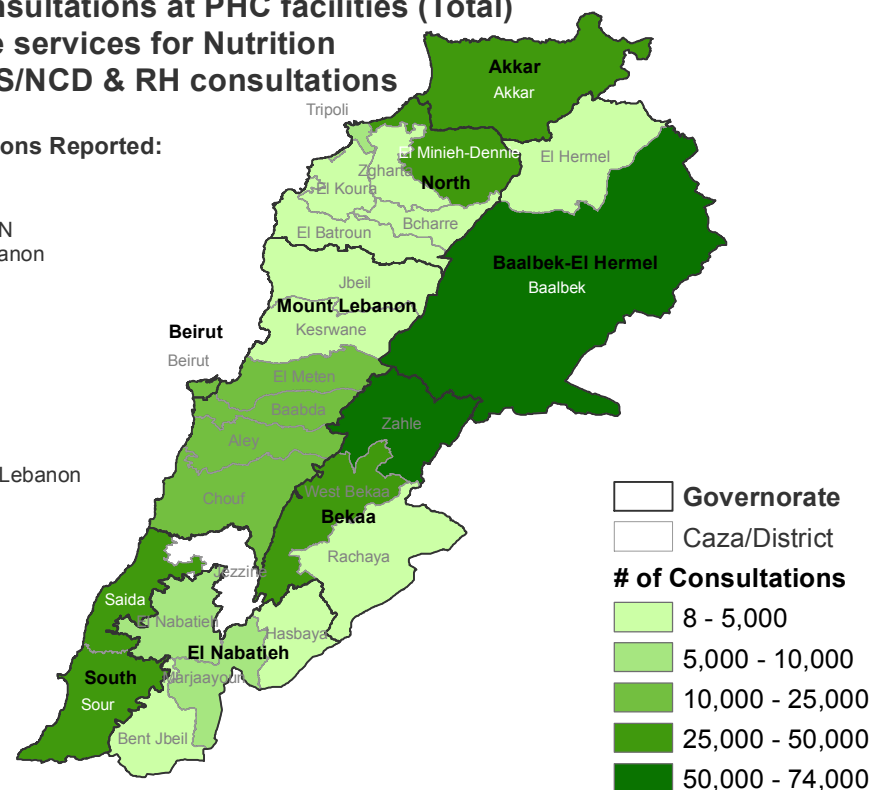 nsultations at PHC facilities (Total)
e services for Nutrition
S/NCD & RH consultations
ons Reported:
N
anon
Lebanon
Akkar
Akkar
Tripoli
El Minieh-Dennie
El Hermel
Zgharta
El Koura
North
El Batroun
Bcharre
Baalbek-El Hermel
Baalbek
Jbeil
Mount Lebanon
Kesrwane
Beirut
Beirut
El Meten
Baabda
Zahle
Aley
Chouf
West Bekaa
Bekaa
Rachaya
Jezzine
Saida
El Nabatieh
Hasbaya
El Nabatieh
South
Marjaayoun
Sour
Bent Jbeil
Governorate
Caza/District
# of Consultations
8 - 5,000
5,000 - 10,000
10,000 - 25,000
25,000 - 50,000
50,000 - 74,000